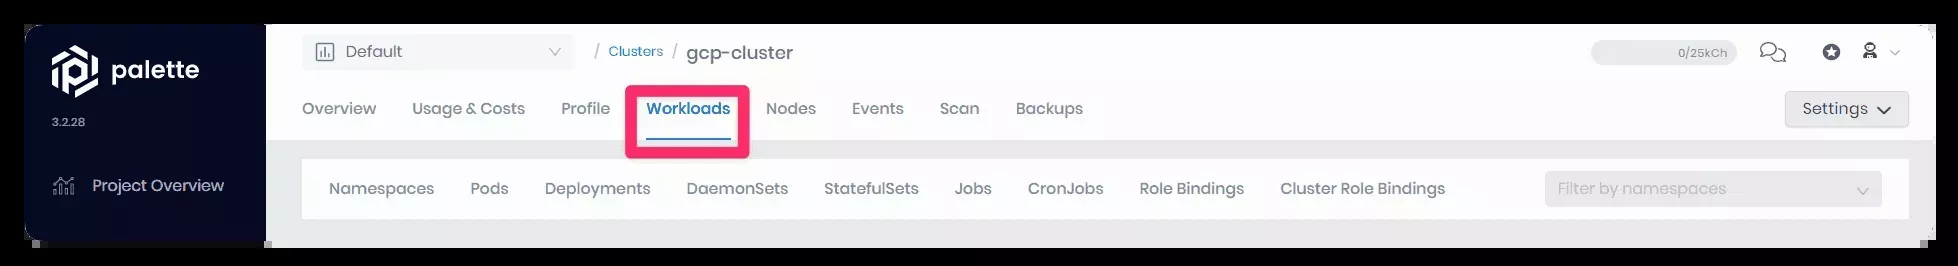 palette
3.2.28
Project Overview
Default / Clusters / gcp-cluster 0/25kCh
Overview Usage & Costs Profile Workloads Nodes Events Scan Backups Settings
Namespaces Pods Deployments DaemonSets StatefulSets Jobs CronJobs Role Bindings Cluster Role Bindings Filter by namespaces